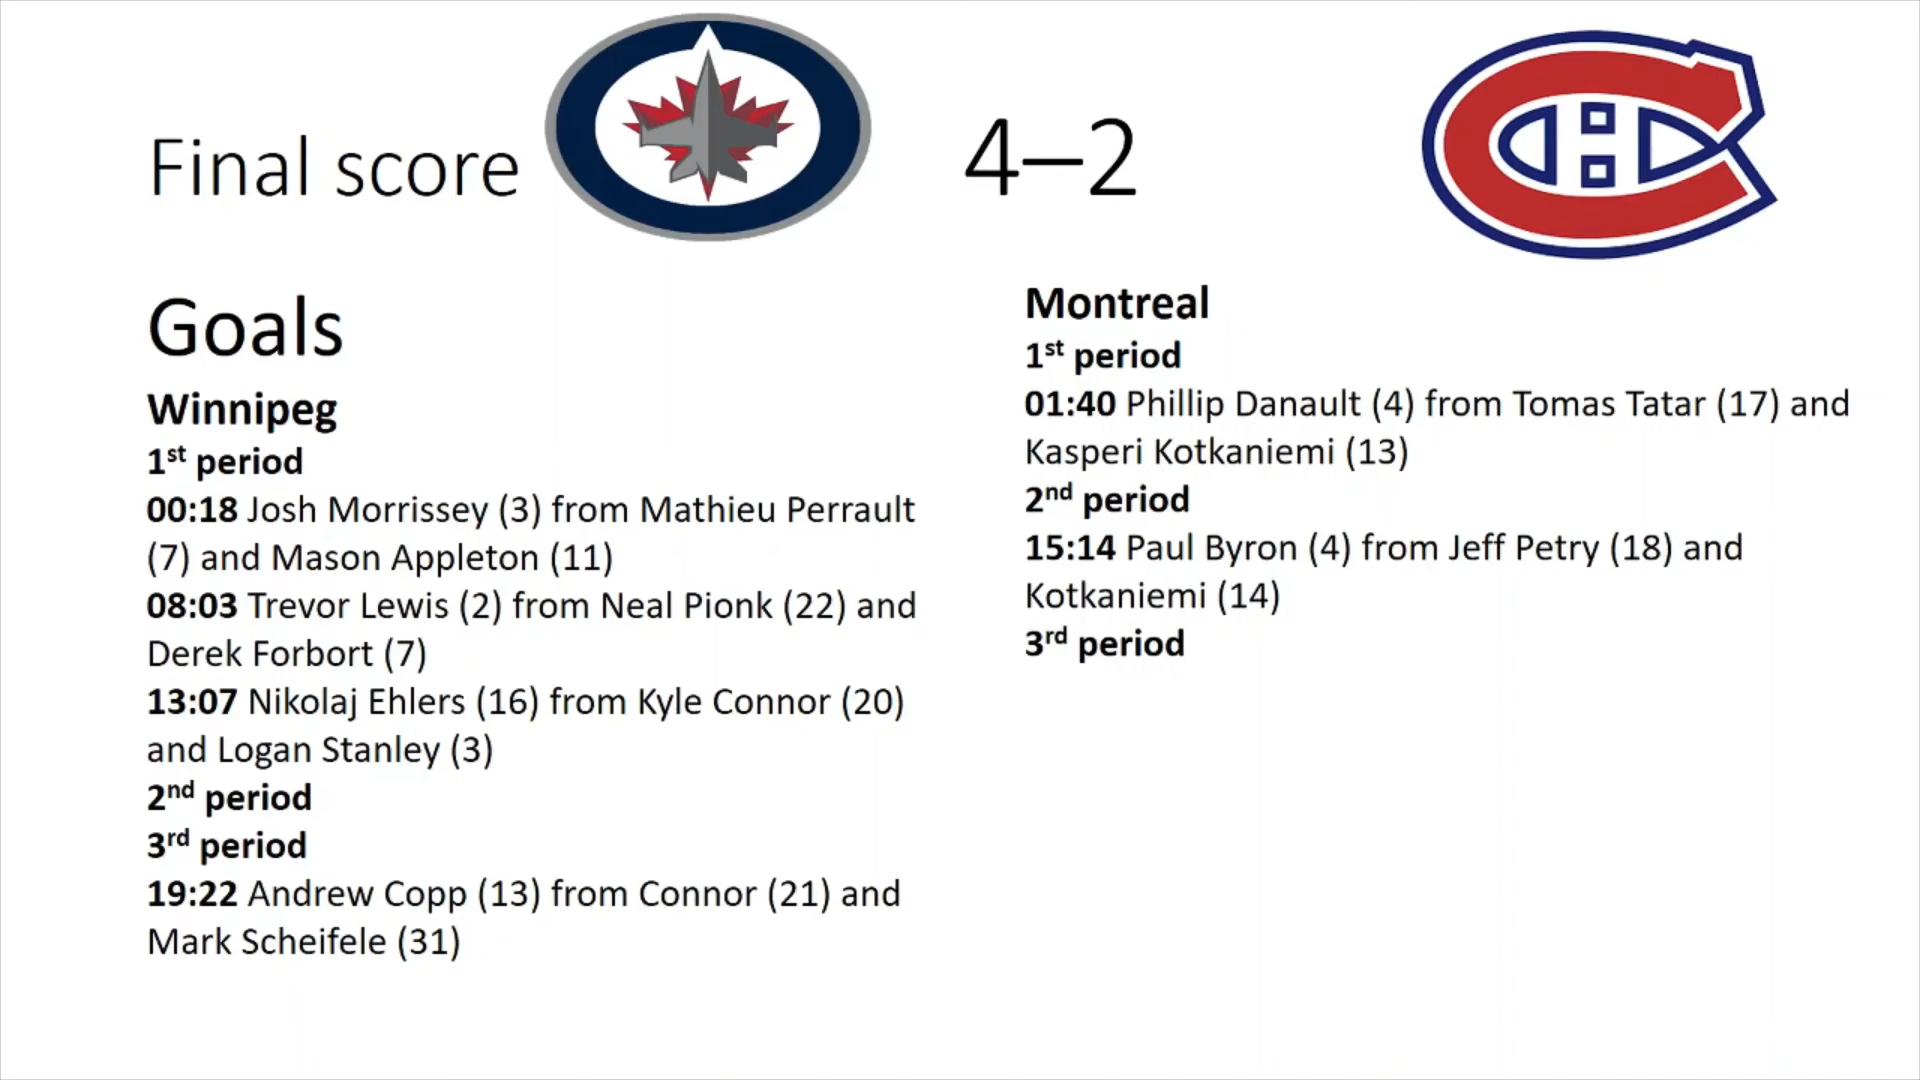 Final score 4–2
Goals
Winnipeg
1st period
00:18 Josh Morrissey (3) from Mathieu Perrault
(7) and Mason Appleton (11)
08:03 Trevor Lewis (2) from Neal Pionk (22) and
Derek Forbort (7)
13:07 Nikolaj Ehlers (16) from Kyle Connor (20)
and Logan Stanley (3)
2nd period
3rd period
19:22 Andrew Copp (13) from Connor (21) and
Mark Scheifele (31)
Montreal
1st period
01:40 Phillip Danault (4) from Tomas Tatar (17) and
Kasperi Kotkaniemi (13)
2nd period
15:14 Paul Byron (4) from Jeff Petry (18) and
Kotkaniemi (14)
3rd period